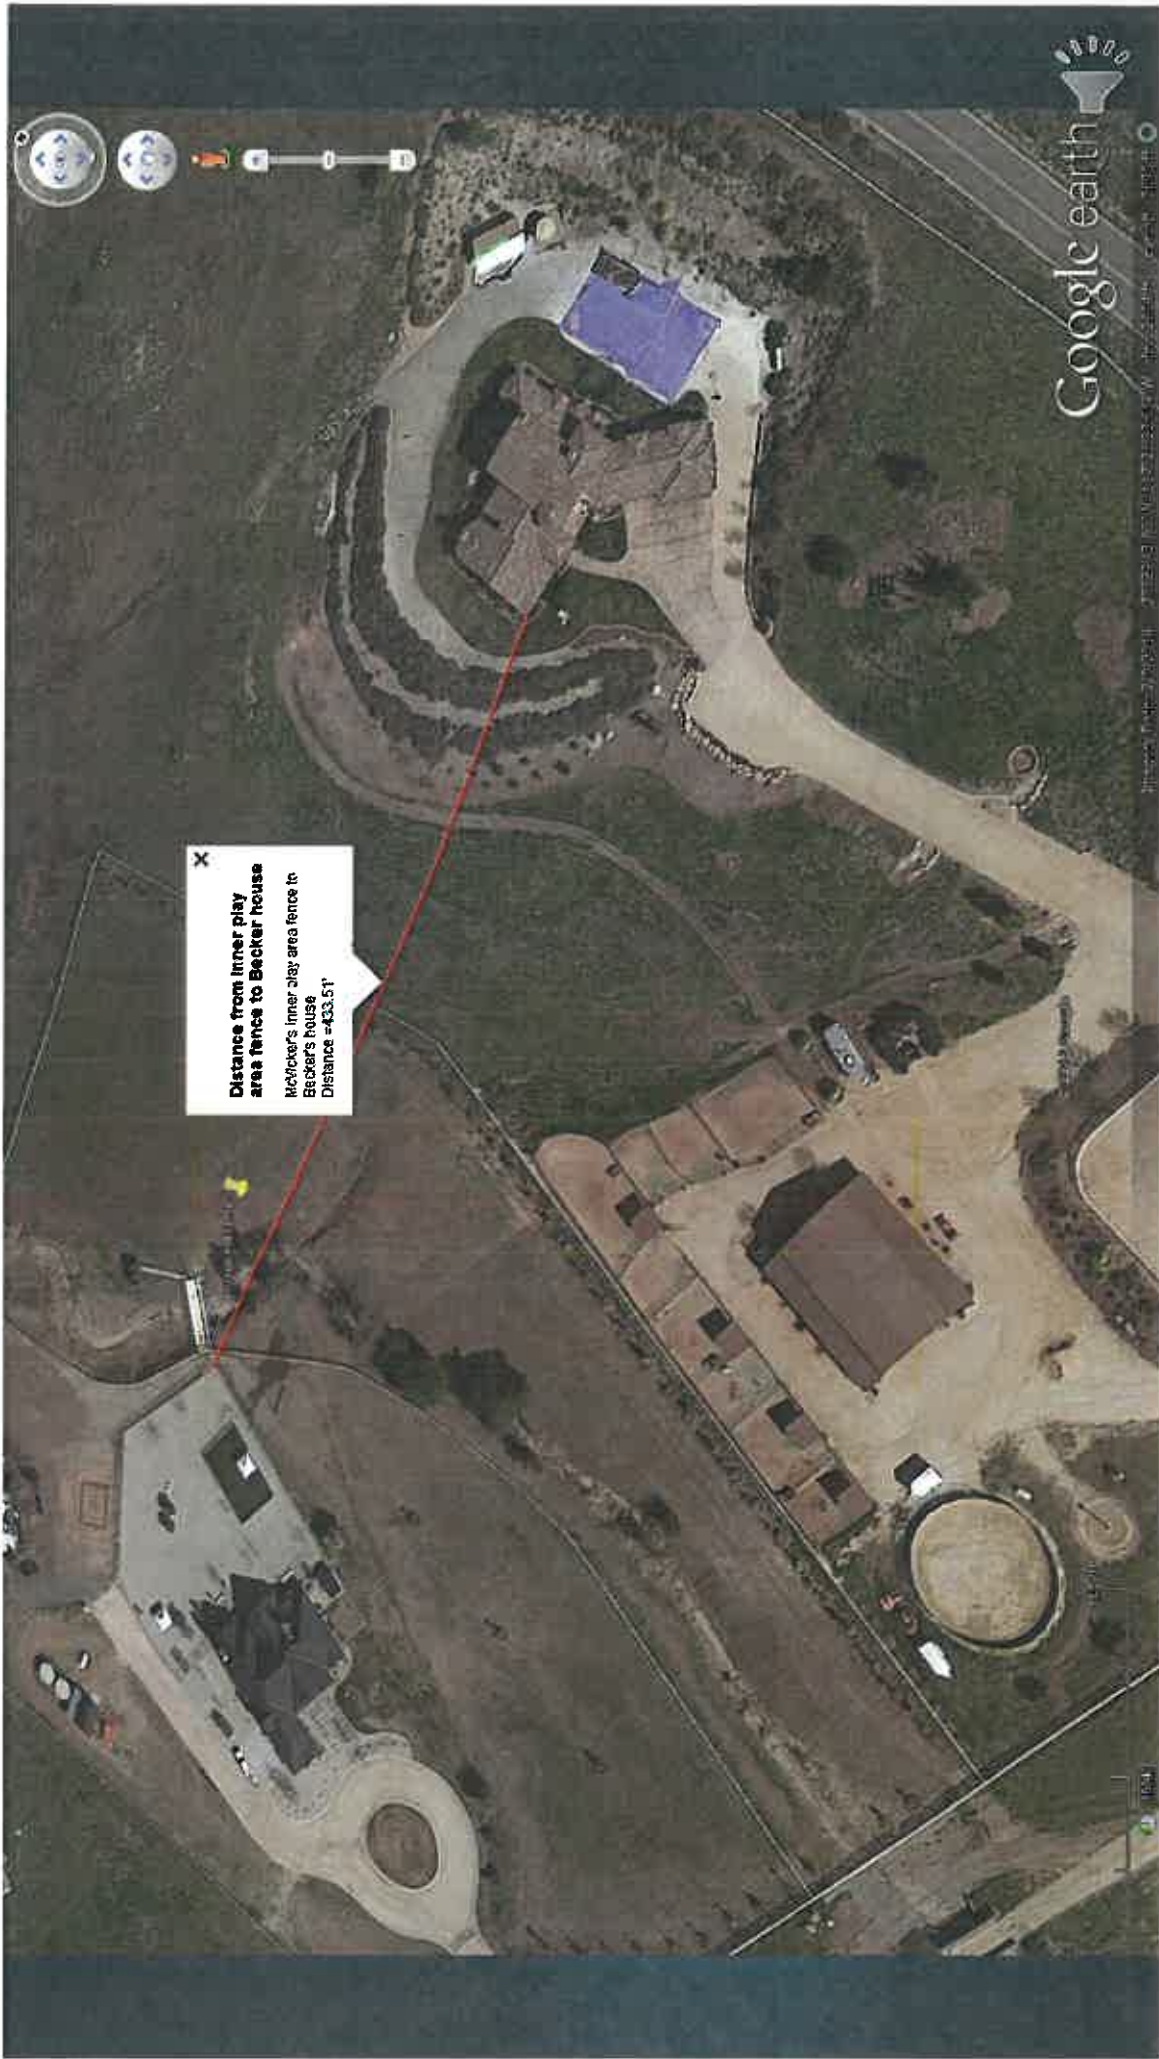 Distance from inner play
area fence to Becker house
McVicker's inner play area fence to
Becker's house
Distance =433.51'
Google earth